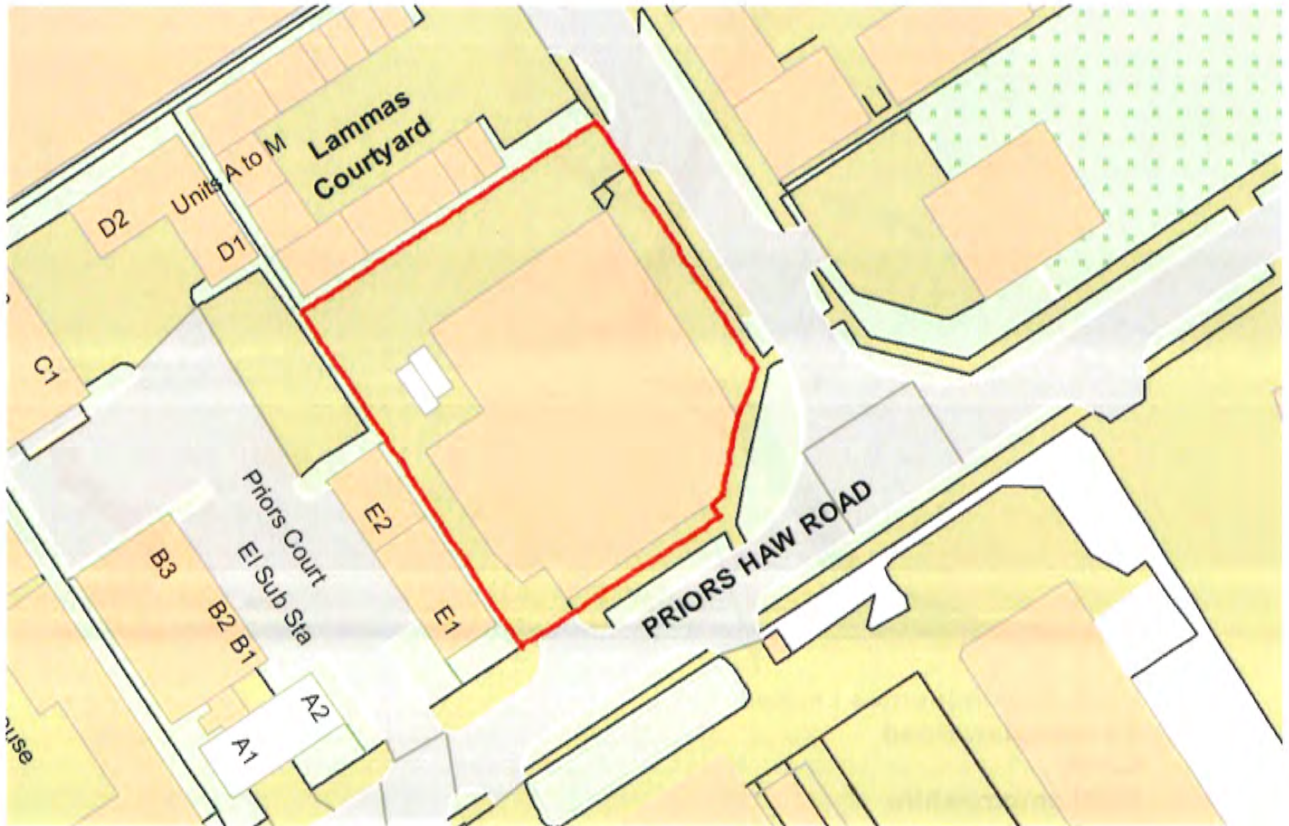 Lammas
Courtyard
Units A to M
D2
D1
C1
Priors Court
El Sub Sta
E2
E1
B3
B2 B1
A2
A1
PRIORS HAW ROAD
ouse